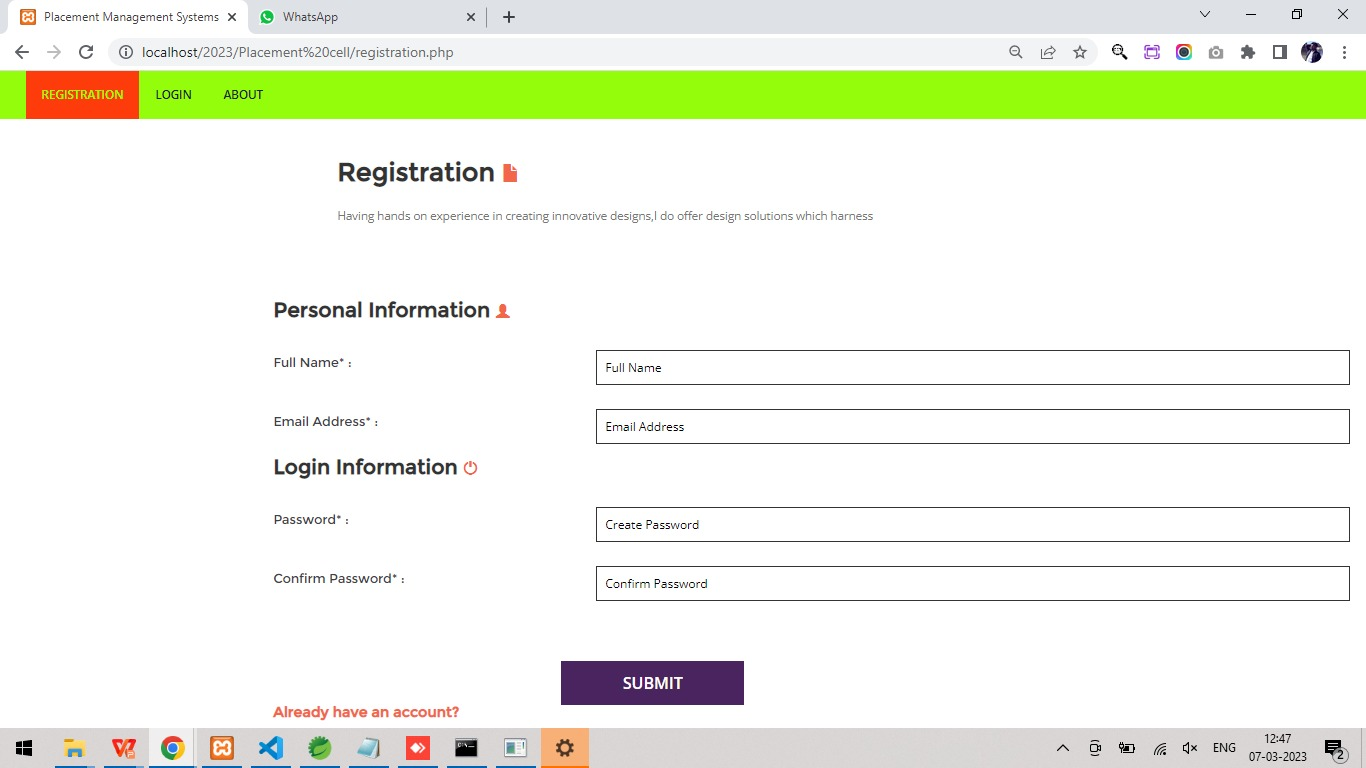 Placement Management Systems
WhatsApp
localhost/2023/Placement%20cell/registration.php
REGISTRATION LOGIN ABOUT
Registration
Having hands on experience in creating innovative designs,I do offer design solutions which harness
Personal Information
Full Name* :
Full Name
Email Address* :
Email Address
Login Information
Password* :
Create Password
Confirm Password* :
Confirm Password
SUBMIT
Already have an account?
ENG
12:47
07-03-2023
2